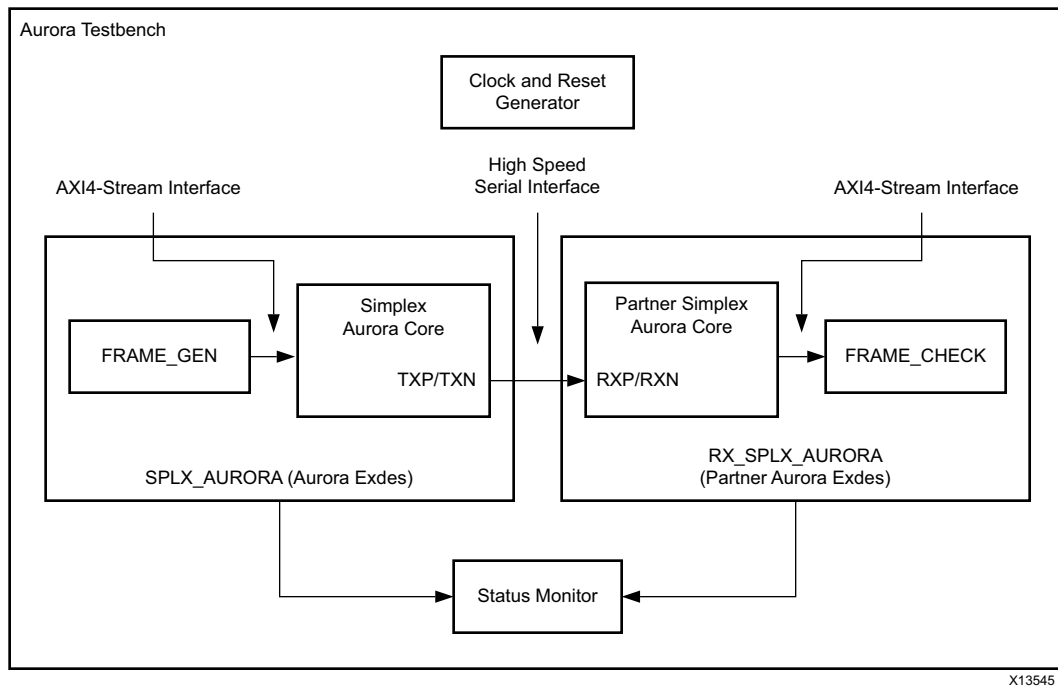 Aurora Testbench
Clock and Reset
Generator
High Speed
Serial Interface
AXI4-Stream Interface
AXI4-Stream Interface
Simplex
Aurora Core
Partner Simplex
Aurora Core
FRAME_GEN
FRAME_CHECK
TXP/TXN
RXP/RXN
SPLX_AURORA (Aurora Exdes)
RX_SPLX_AURORA
(Partner Aurora Exdes)
Status Monitor
X13545